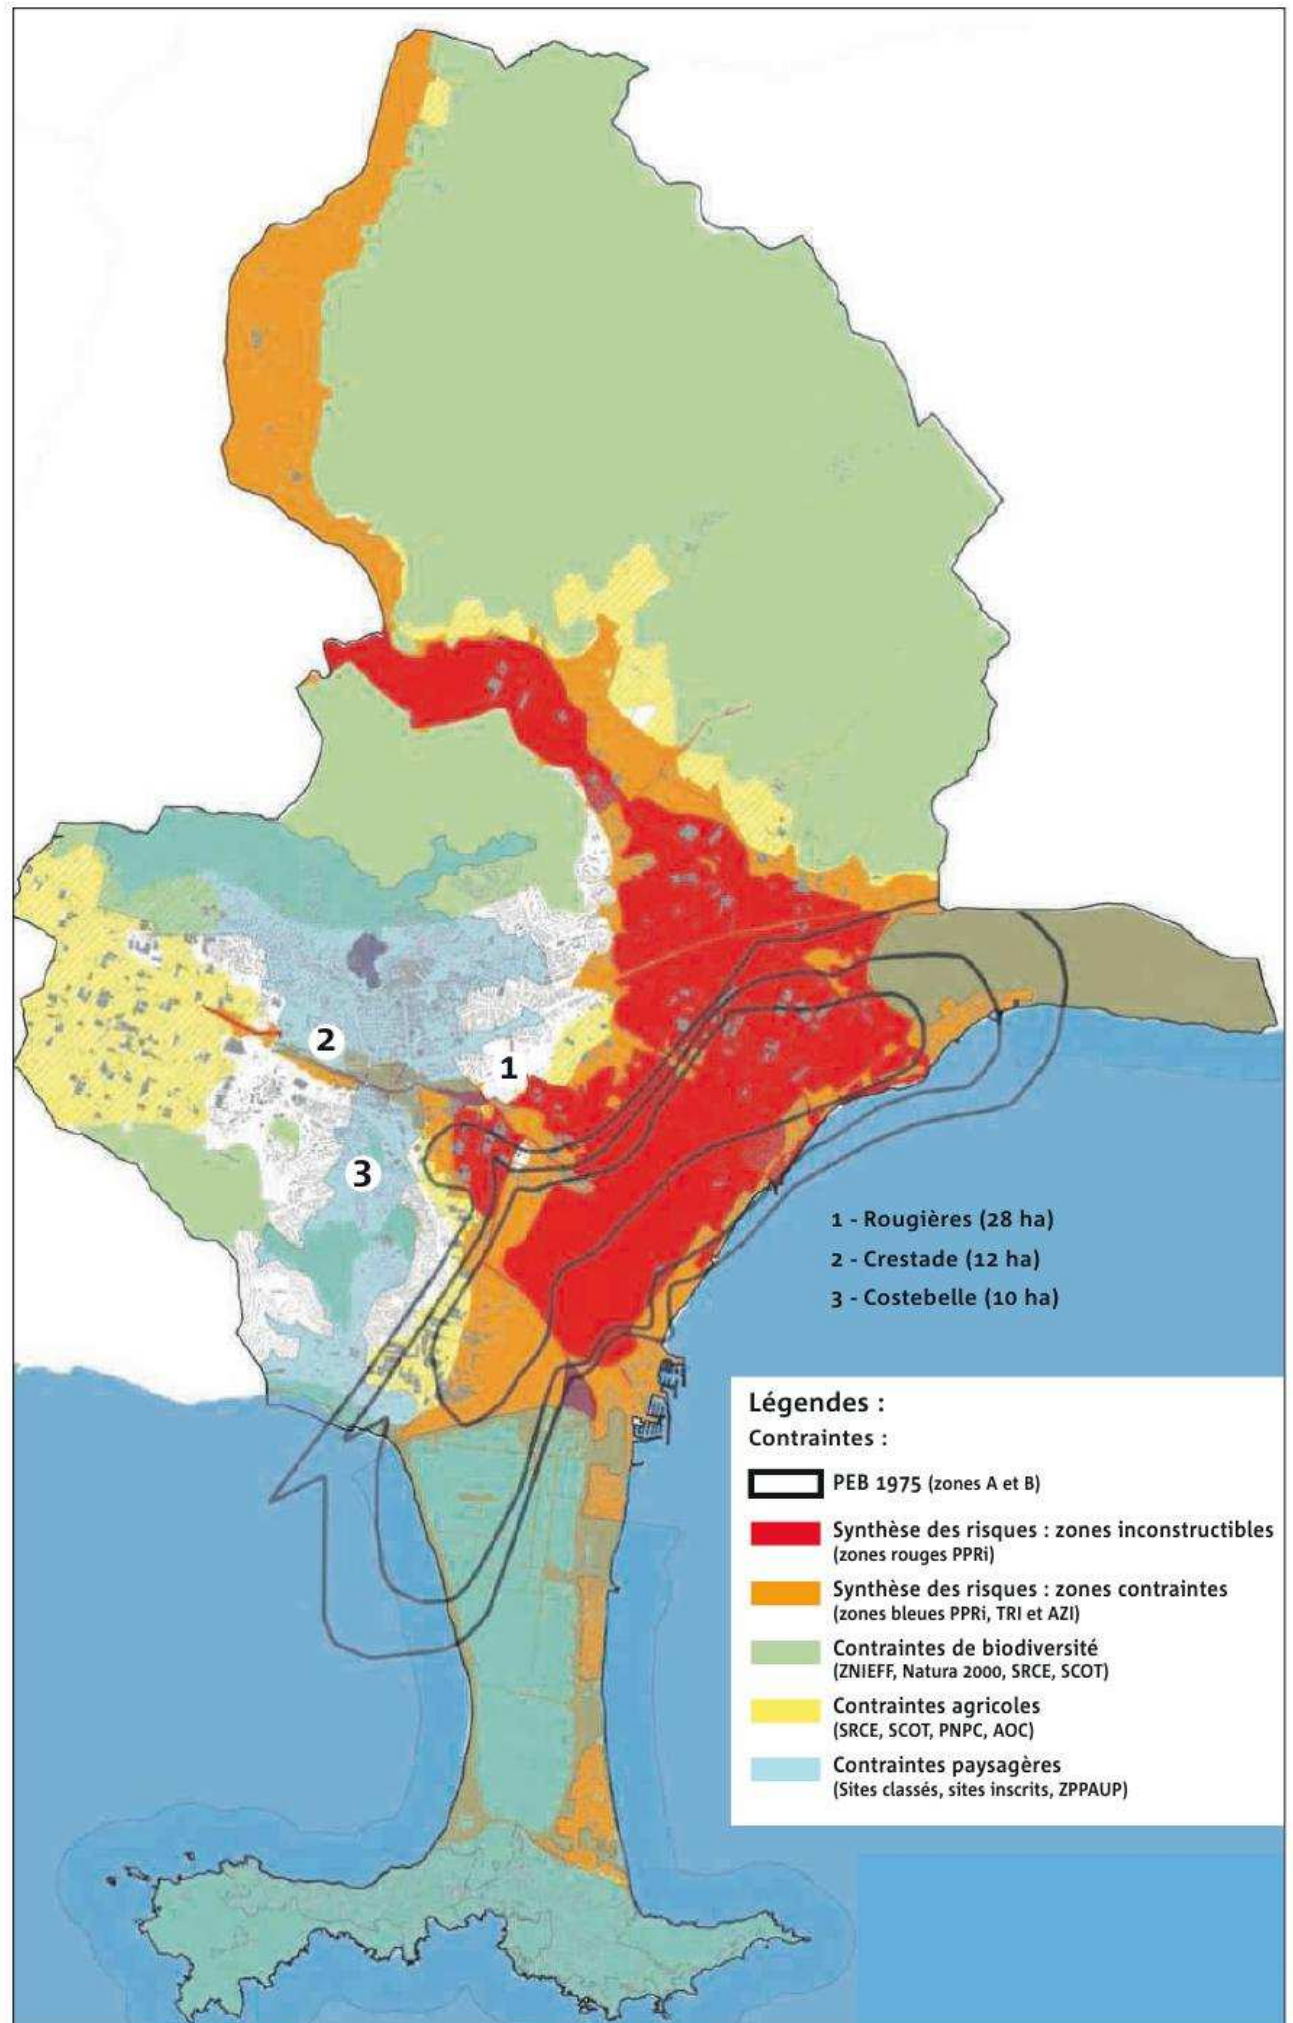 2
1
3
1 - Rougières (28 ha)
2 - Crestade (12 ha)
3 - Costebelle (10 ha)
Légendes :
Contraintes :
PEB 1975 (zones A et B)
Synthèse des risques : zones inconstructibles
(zones rouges PPRi)
Synthèse des risques : zones contraintes
(zones bleues PPRi, TRI et AZI)
Contraintes de biodiversité
(ZNIEFF, Natura 2000, SRCE, SCOT)
Contraintes agricoles
(SRCE, SCOT, PNPC, AOC)
Contraintes paysagères
(Sites classés, sites inscrits, ZPPAUP)